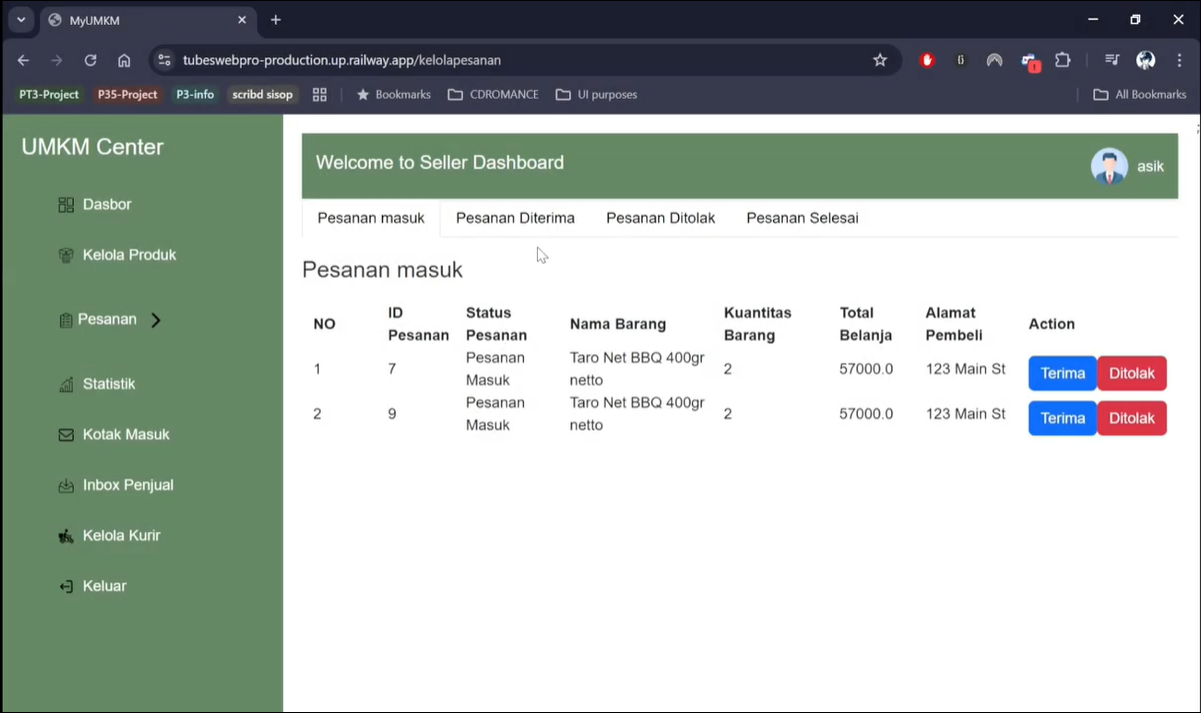 MyUMKM
tubeswebpro-production.up.railway.app/kelolapesanan
PT3-Project P35-Project P3-info scribd sisop Bookmarks CDROMANCE UI purposes All Bookmarks
UMKM Center
Dasbor
Kelola Produk
Pesanan
Statistik
Kotak Masuk
Inbox Penjual
Kelola Kurir
Keluar
Welcome to Seller Dashboard asik
Pesanan masuk Pesanan Diterima Pesanan Ditolak Pesanan Selesai
Pesanan masuk
NO ID Pesanan Status Pesanan Nama Barang Kuantitas Barang Total Belanja Alamat Pembeli Action
1 7 Pesanan Masuk Taro Net BBQ 400gr netto 2 57000.0 123 Main St Terima Ditolak
2 9 Pesanan Masuk Taro Net BBQ 400gr netto 2 57000.0 123 Main St Terima Ditolak